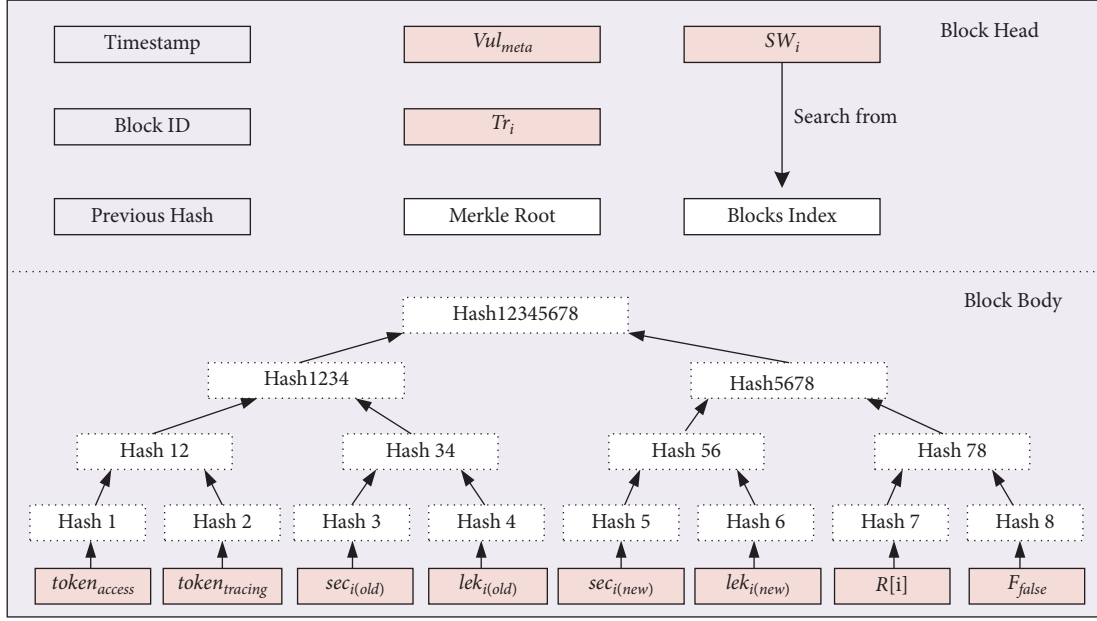 Block Head
Timestamp
Vul_meta
SW_i
Block ID
Tr_i
Search from
Previous Hash
Merkle Root
Blocks Index
Block Body
Hash12345678
Hash1234
Hash5678
Hash 12
Hash 34
Hash 56
Hash 78
Hash 1
Hash 2
Hash 3
Hash 4
Hash 5
Hash 6
Hash 7
Hash 8
token_access
token_tracing
sec_i(old)
lek_i(old)
sec_i(new)
lek_i(new)
R[i]
F_false